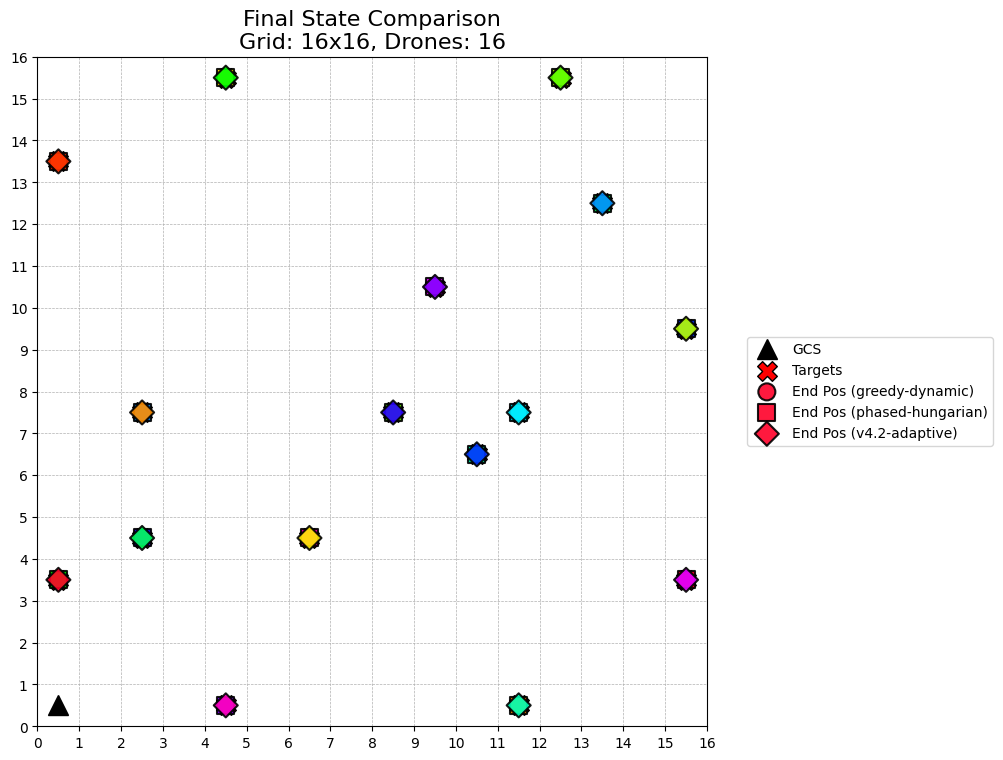 Final State Comparison
Grid: 16x16, Drones: 16
16
15
14
13
12
11
10
9
8
7
6
5
4
3
2
1
0
0 1 2 3 4 5 6 7 8 9 10 11 12 13 14 15 16
GCS
Targets
End Pos (greedy-dynamic)
End Pos (phased-hungarian)
End Pos (v4.2-adaptive)